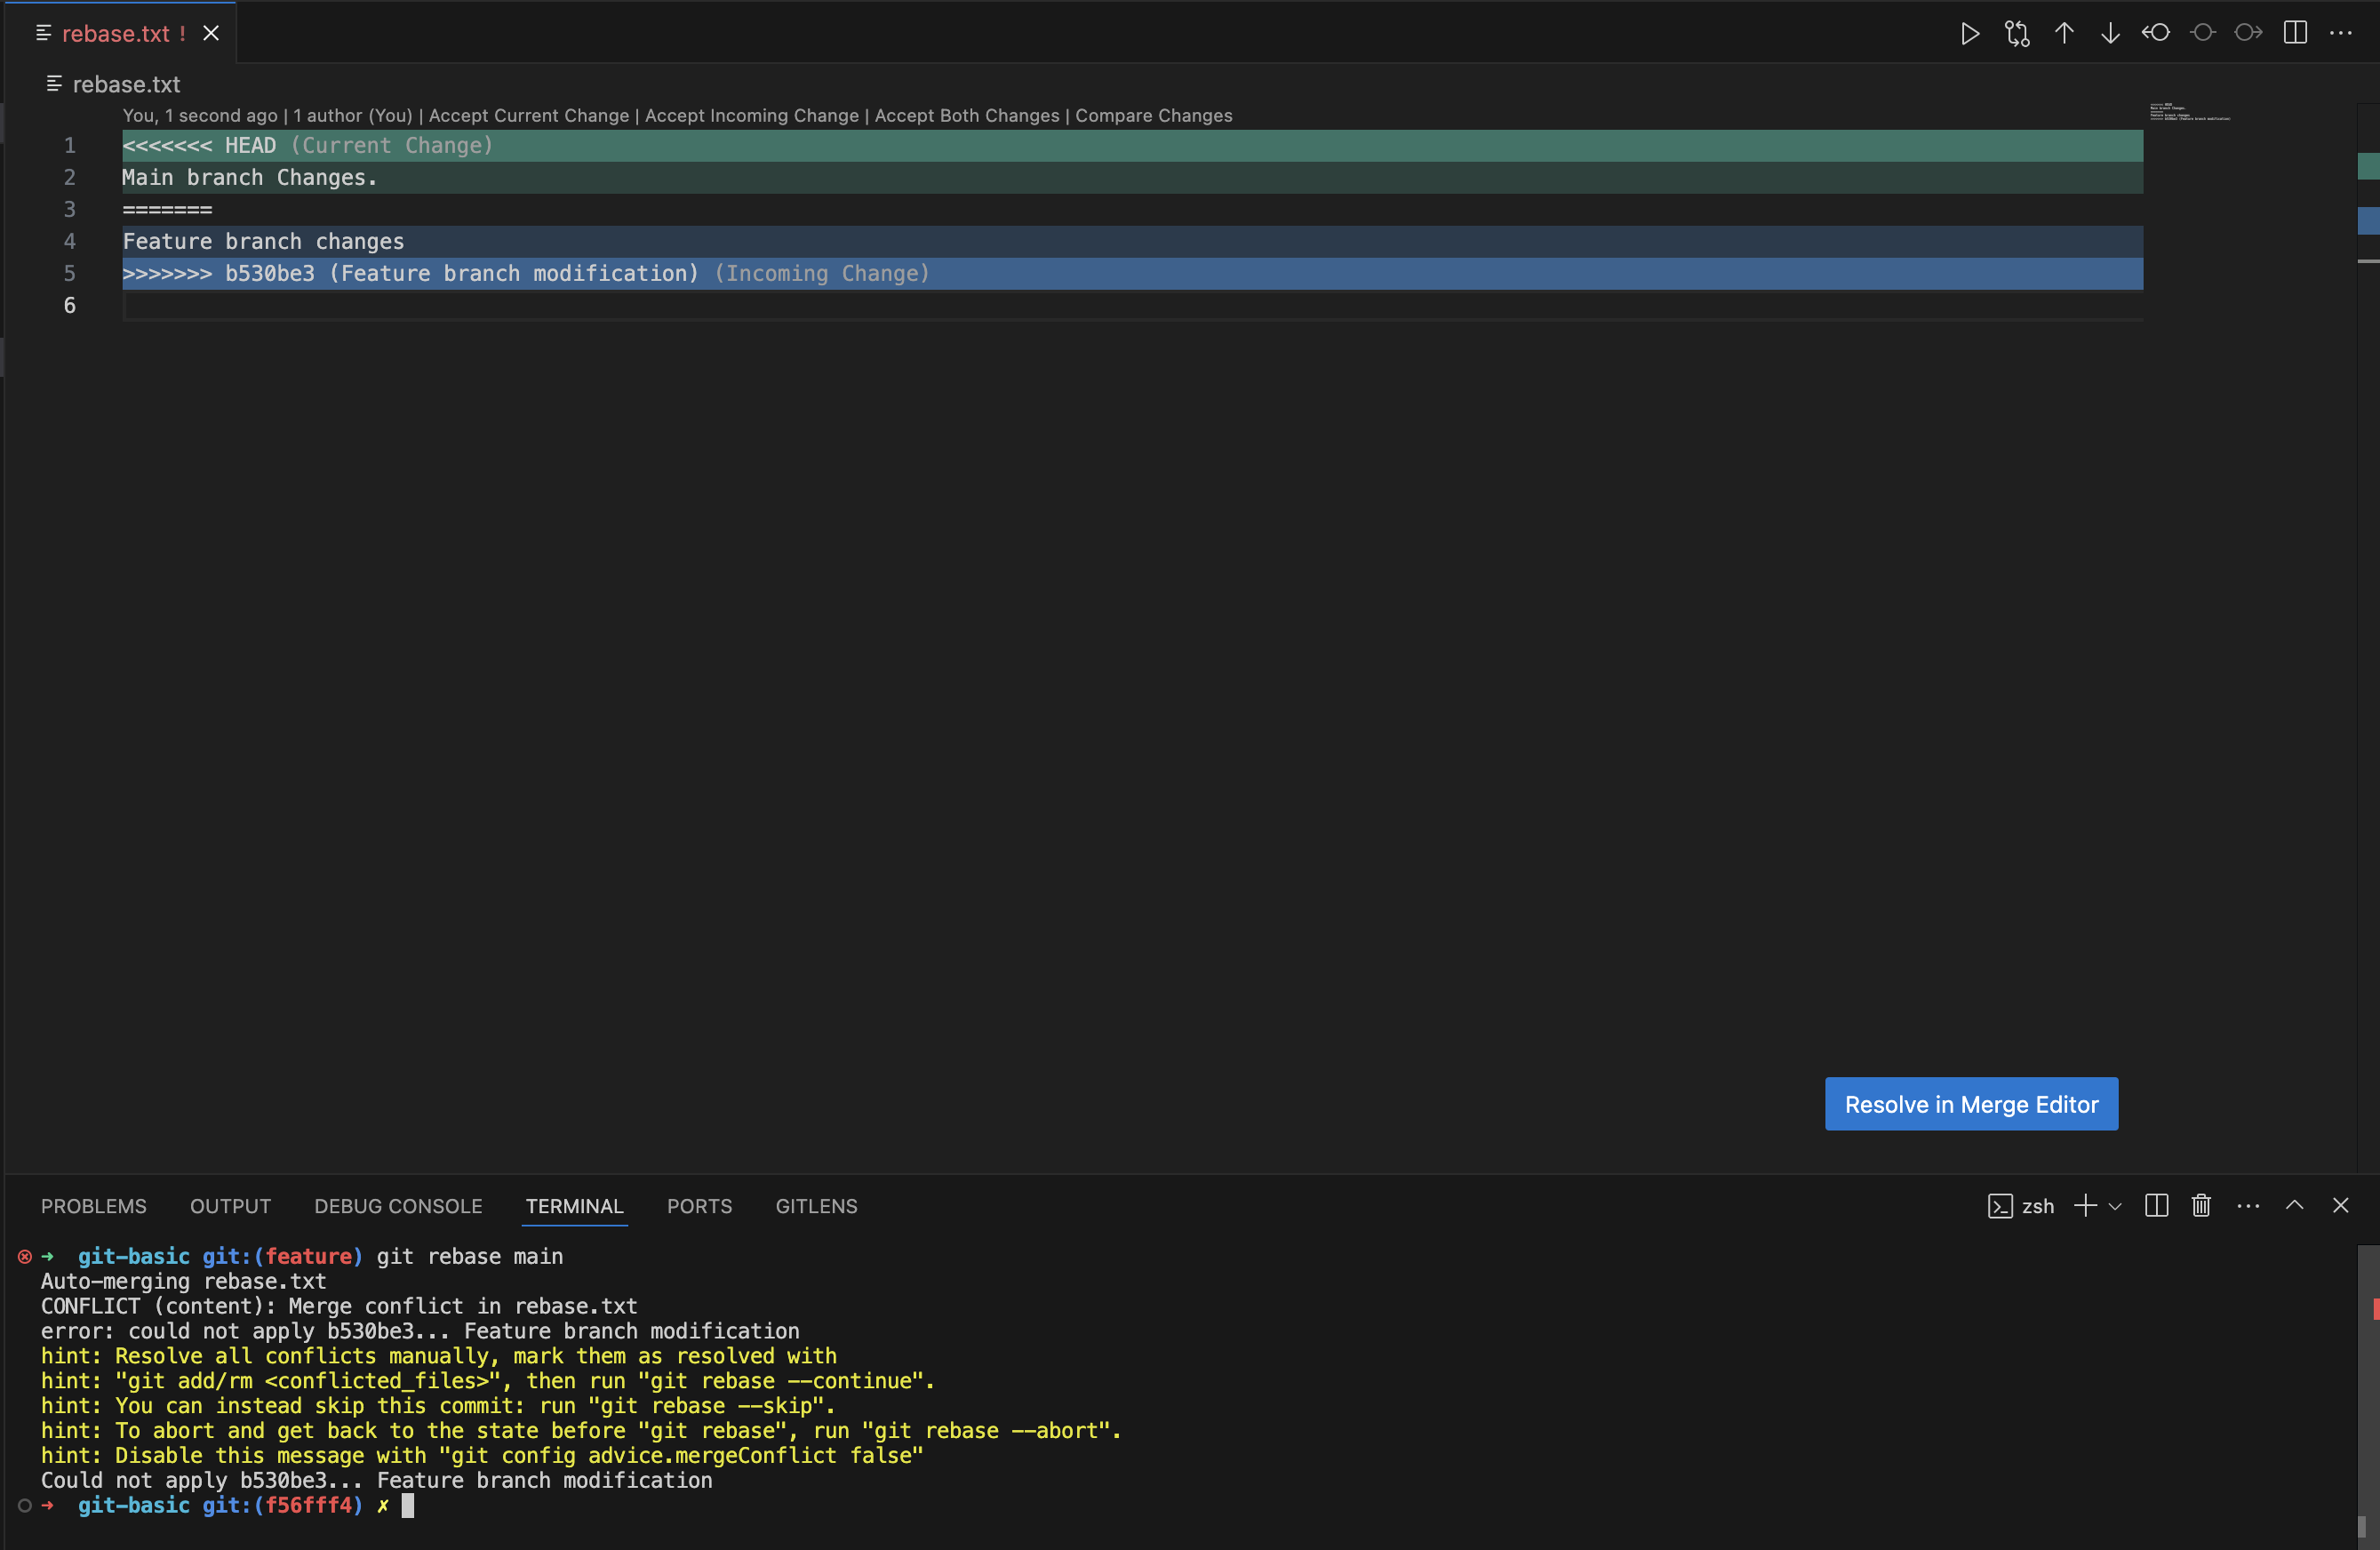 rebase.txt !
rebase.txt
You, 1 second ago | 1 author (You) | Accept Current Change | Accept Incoming Change | Accept Both Changes | Compare Changes
1 <<<<<<< HEAD (Current Change)
2 Main branch Changes.
3 =======
4 Feature branch changes
5 >>>>>>> b530be3 (Feature branch modification) (Incoming Change)
6
Resolve in Merge Editor
PROBLEMS OUTPUT DEBUG CONSOLE TERMINAL PORTS GITLENS zsh
➜ git-basic git:(feature) git rebase main
Auto-merging rebase.txt
CONFLICT (content): Merge conflict in rebase.txt
error: could not apply b530be3... Feature branch modification
hint: Resolve all conflicts manually, mark them as resolved with
hint: "git add/rm <conflicted_files>", then run "git rebase --continue".
hint: You can instead skip this commit: run "git rebase --skip".
hint: To abort and get back to the state before "git rebase", run "git rebase --abort".
hint: Disable this message with "git config advice.mergeConflict false"
Could not apply b530be3... Feature branch modification
➜ git-basic git:(f56fff4) ✗